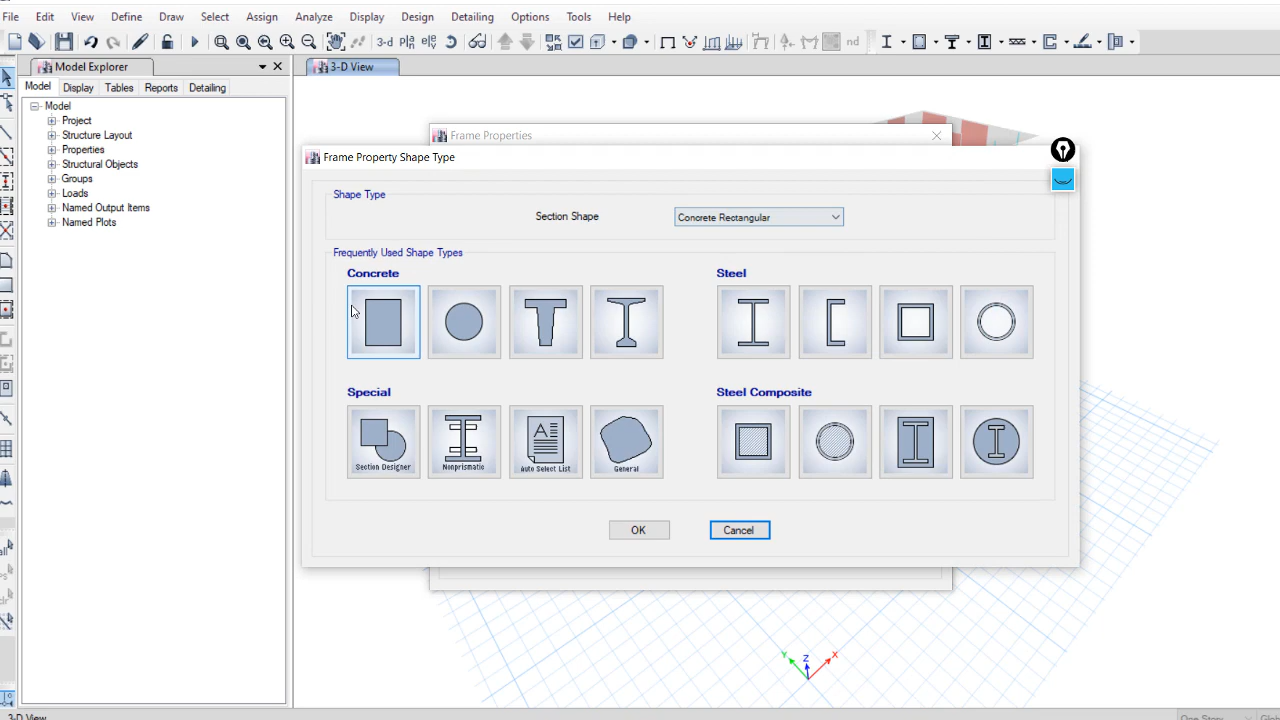 File Edit View Define Draw Select Assign Analyze Display Design Detailing Options Tools Help
3-d nd
Model Explorer
3-D View
Model Display Tables Reports Detailing
Model
Project
Structure Layout
Properties
Structural Objects
Groups
Loads
Named Output Items
Named Plots
Frame Properties
Frame Property Shape Type
Shape Type
Section Shape
Concrete Rectangular
Frequently Used Shape Types
Concrete
Steel
Special
Steel Composite
Section Designer
Nonprismatic
Auto Select List
General
OK
Cancel
Y Z X
3-D View
One Story